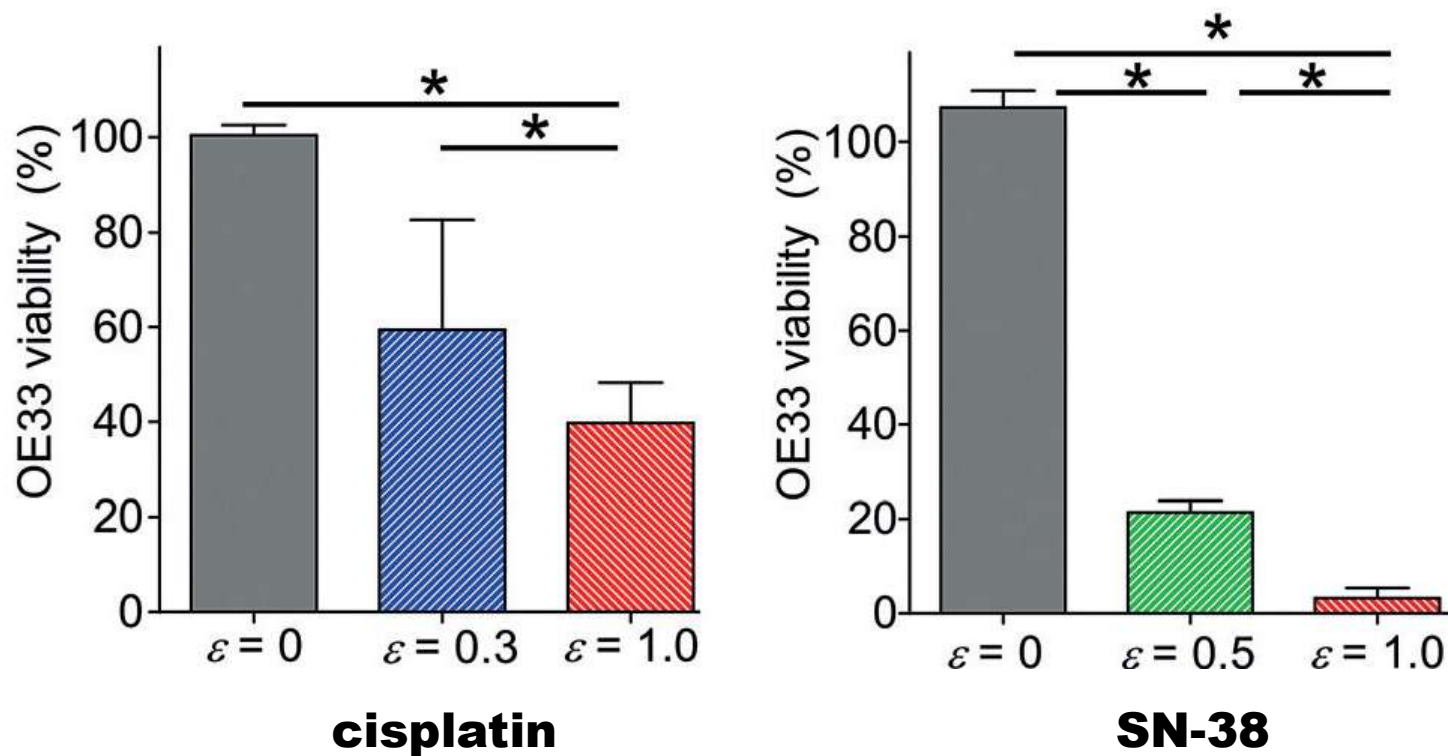 *
*
OE33 viability (%)
100
80
60
40
20
0
ε = 0
ε = 0.3
ε = 1.0
cisplatin
*
*
*
OE33 viability (%)
100
80
60
40
20
0
ε = 0
ε = 0.5
ε = 1.0
SN-38